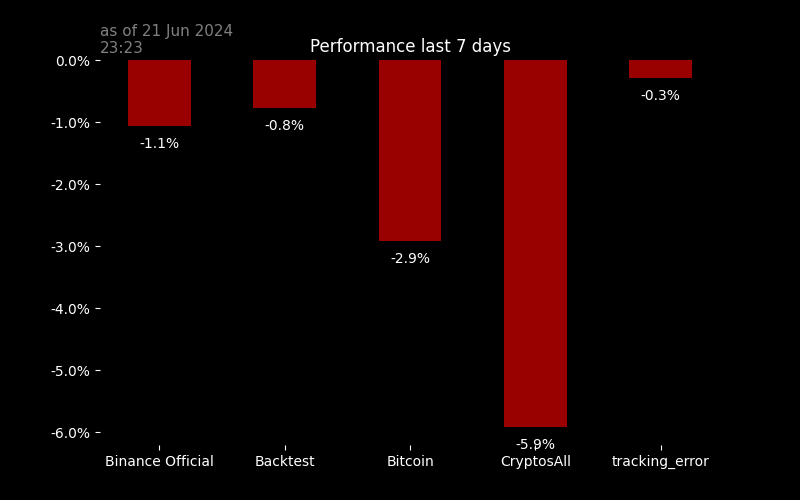 as of 21 Jun 2024
23:23
Performance last 7 days
0.0%
-1.0%
-2.0%
-3.0%
-4.0%
-5.0%
-6.0%
-1.1%
-0.8%
-2.9%
-5.9%
-0.3%
Binance Official
Backtest
Bitcoin
CryptosAll
tracking_error